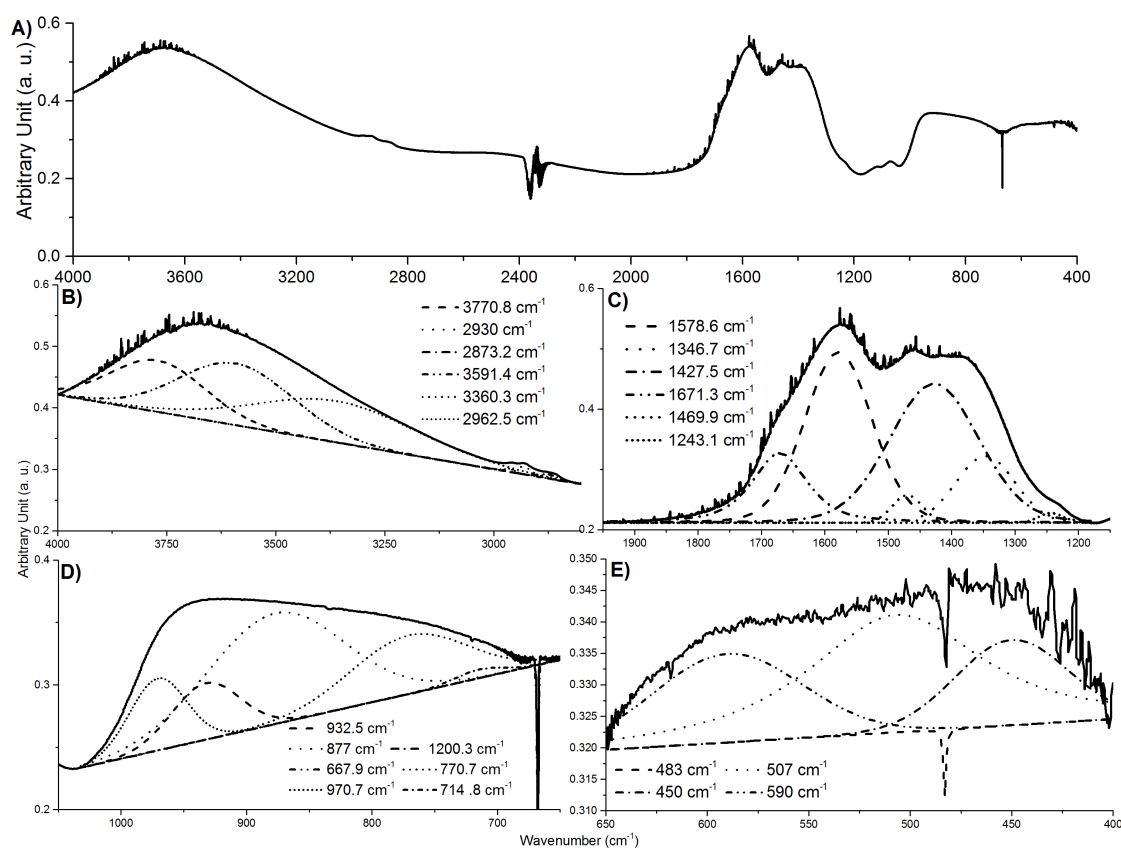 A)
Arbitrary Unit (a. u.)
0.6
0.4
0.2
0.0
4000 3600 3200 2800 2400 2000 1600 1200 800 400
B)
0.6
0.5
0.4
0.3
0.2
3770.8 cm-1
2930 cm-1
2873.2 cm-1
3591.4 cm-1
3360.3 cm-1
2962.5 cm-1
4000 3750 3500 3250 3000
C)
0.6
0.4
0.2
1578.6 cm-1
1346.7 cm-1
1427.5 cm-1
1671.3 cm-1
1469.9 cm-1
1243.1 cm-1
1900 1800 1700 1600 1500 1400 1300 1200
Arbitrary Unit (a. u.)
D)
0.4
0.3
0.2
932.5 cm-1
877 cm-1 1200.3 cm-1
667.9 cm-1 770.7 cm-1
970.7 cm-1 714 .8 cm-1
1000 900 800 700
E)
0.350
0.345
0.340
0.335
0.330
0.325
0.320
0.315
0.310
483 cm-1 507 cm-1
450 cm-1 590 cm-1
650 600 550 500 450 400
Wavenumber (cm-1)